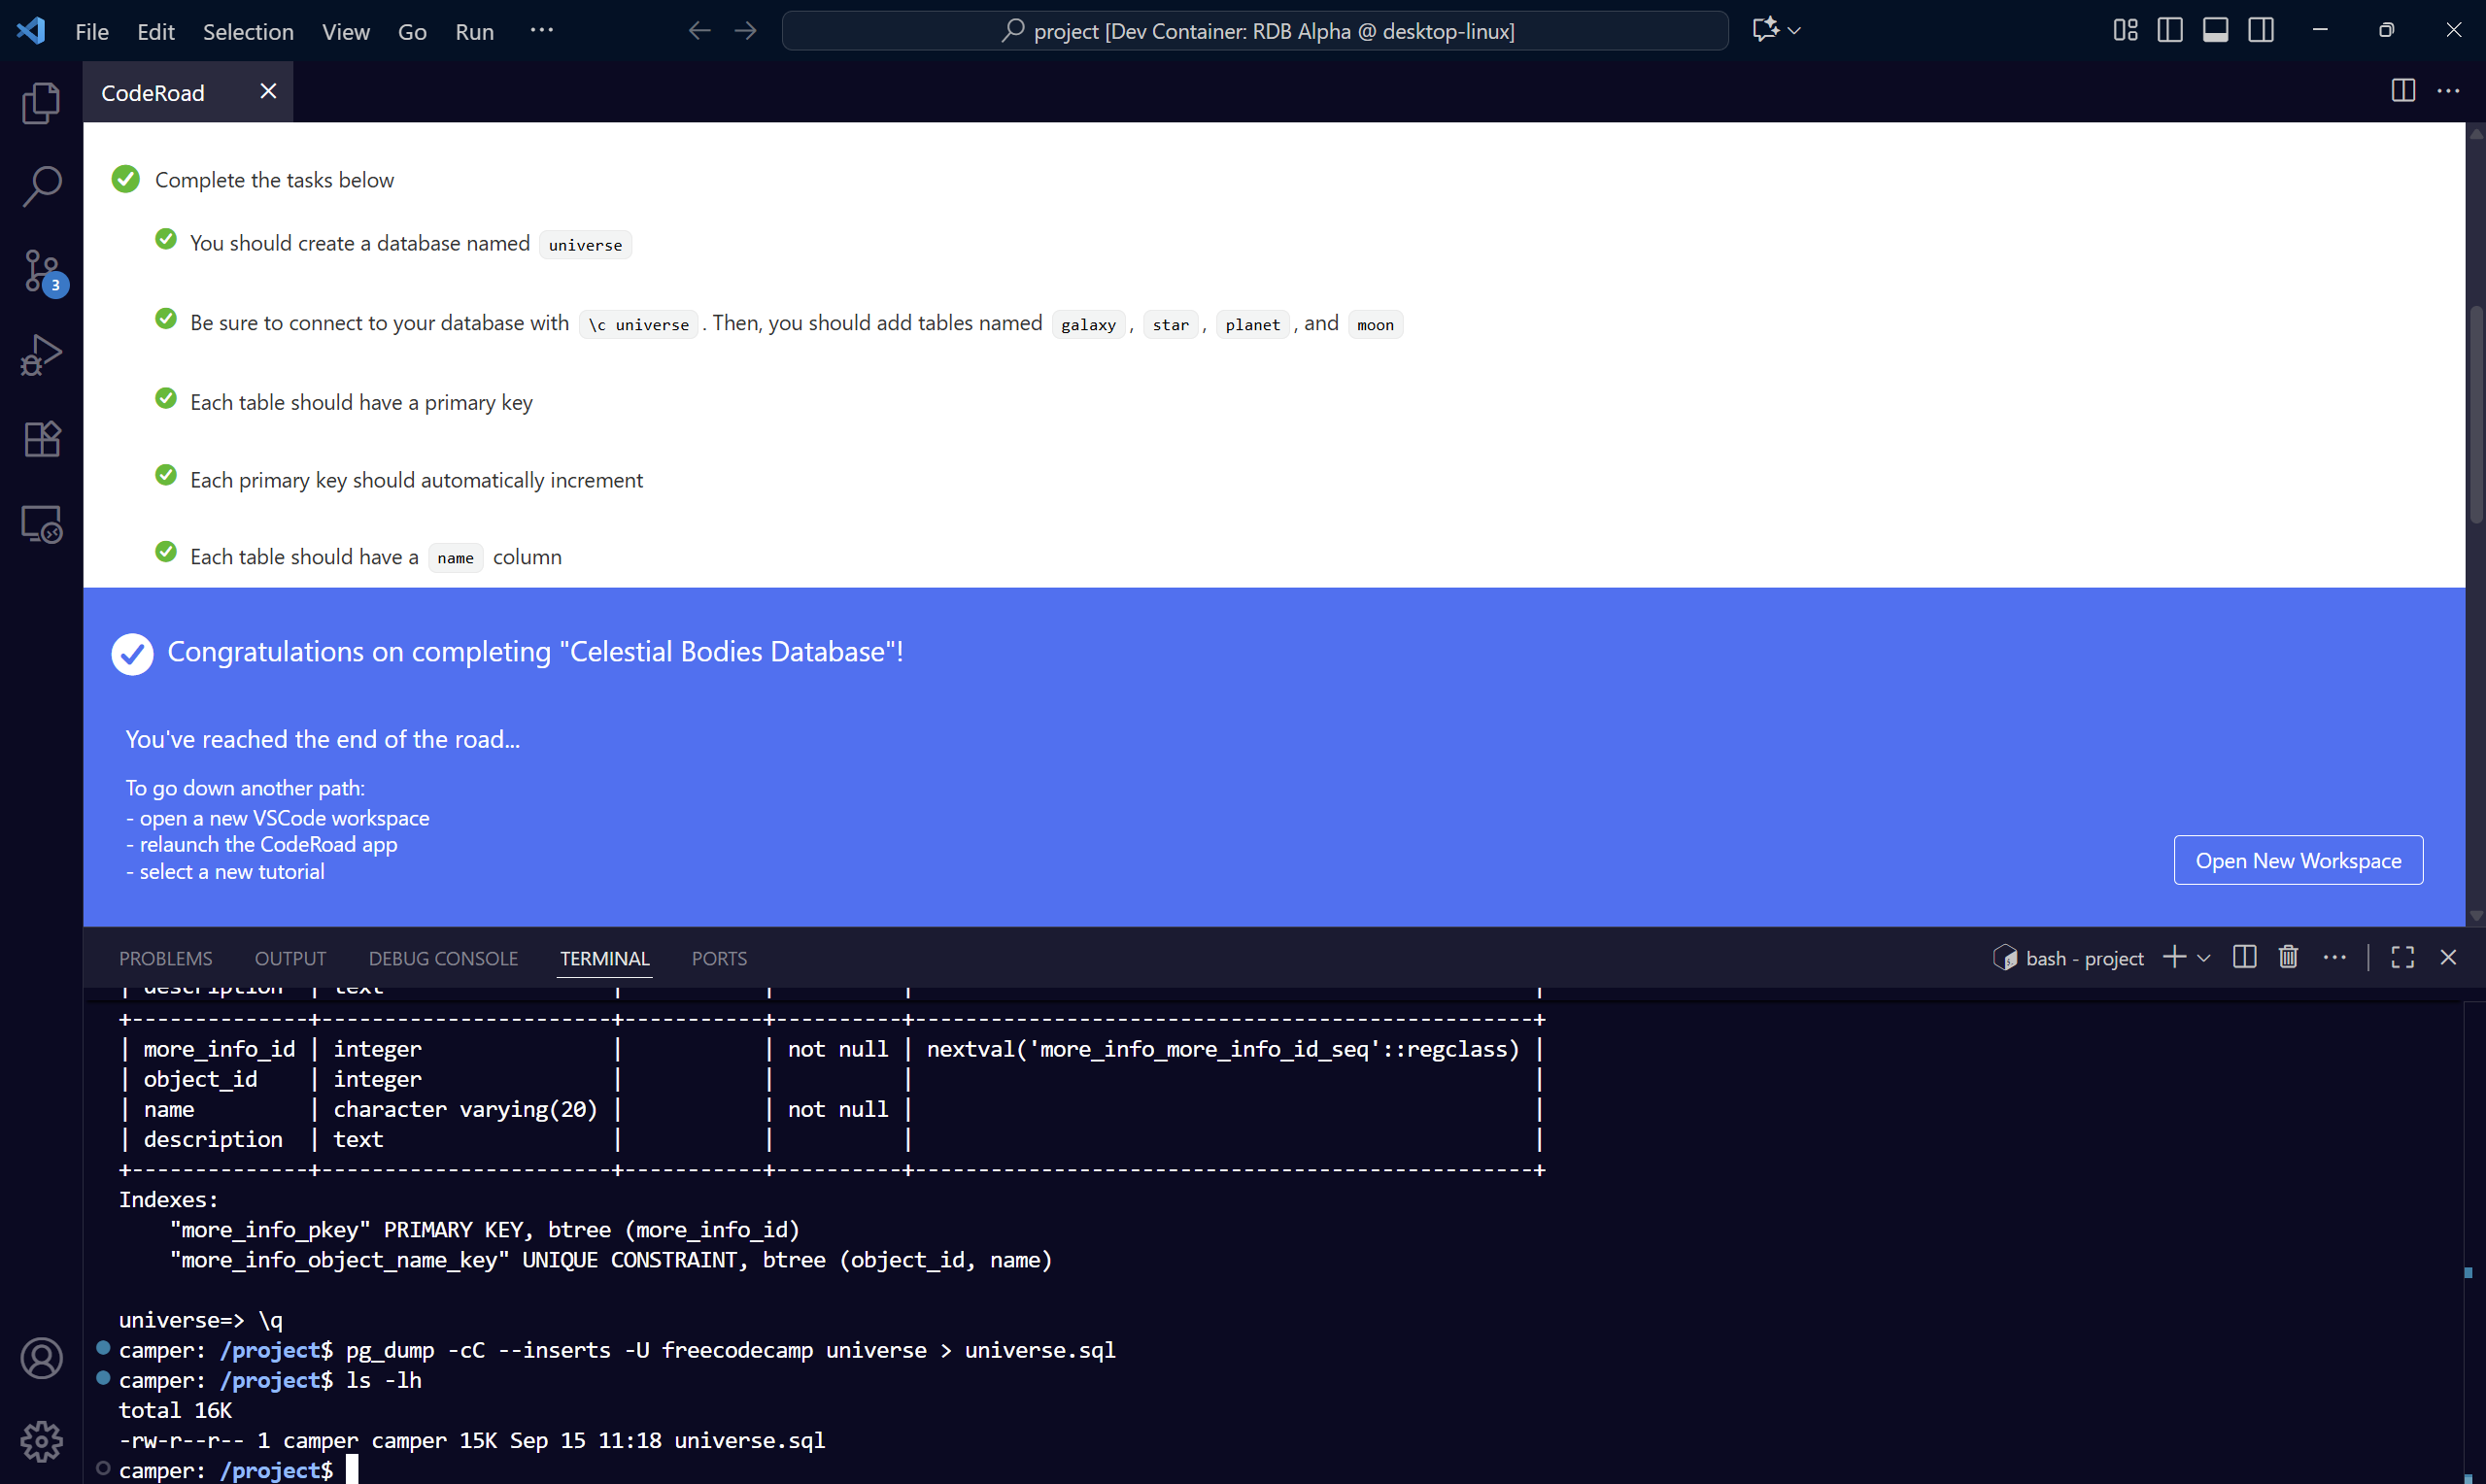 File Edit Selection View Go Run ···
project [Dev Container: RDB Alpha @ desktop-linux]
CodeRoad
3
Complete the tasks below
You should create a database named universe
Be sure to connect to your database with \c universe . Then, you should add tables named galaxy , star , planet , and moon
Each table should have a primary key
Each primary key should automatically increment
Each table should have a name column
Congratulations on completing "Celestial Bodies Database"!
You've reached the end of the road...
To go down another path:
- open a new VSCode workspace
- relaunch the CodeRoad app
- select a new tutorial
Open New Workspace
PROBLEMS OUTPUT DEBUG CONSOLE TERMINAL PORTS
bash - project
| description | text | | | |
+--------------+-----------------------+-----------+----------+-------------------------------------------------+
| more_info_id | integer | | not null | nextval('more_info_more_info_id_seq'::regclass) |
| object_id | integer | | | |
| name | character varying(20) | | not null | |
| description | text | | | |
+--------------+-----------------------+-----------+----------+-------------------------------------------------+
Indexes:
"more_info_pkey" PRIMARY KEY, btree (more_info_id)
"more_info_object_name_key" UNIQUE CONSTRAINT, btree (object_id, name)
universe=> \q
camper: /project$ pg_dump -cC --inserts -U freecodecamp universe > universe.sql
camper: /project$ ls -lh
total 16K
-rw-r--r-- 1 camper camper 15K Sep 15 11:18 universe.sql
camper: /project$